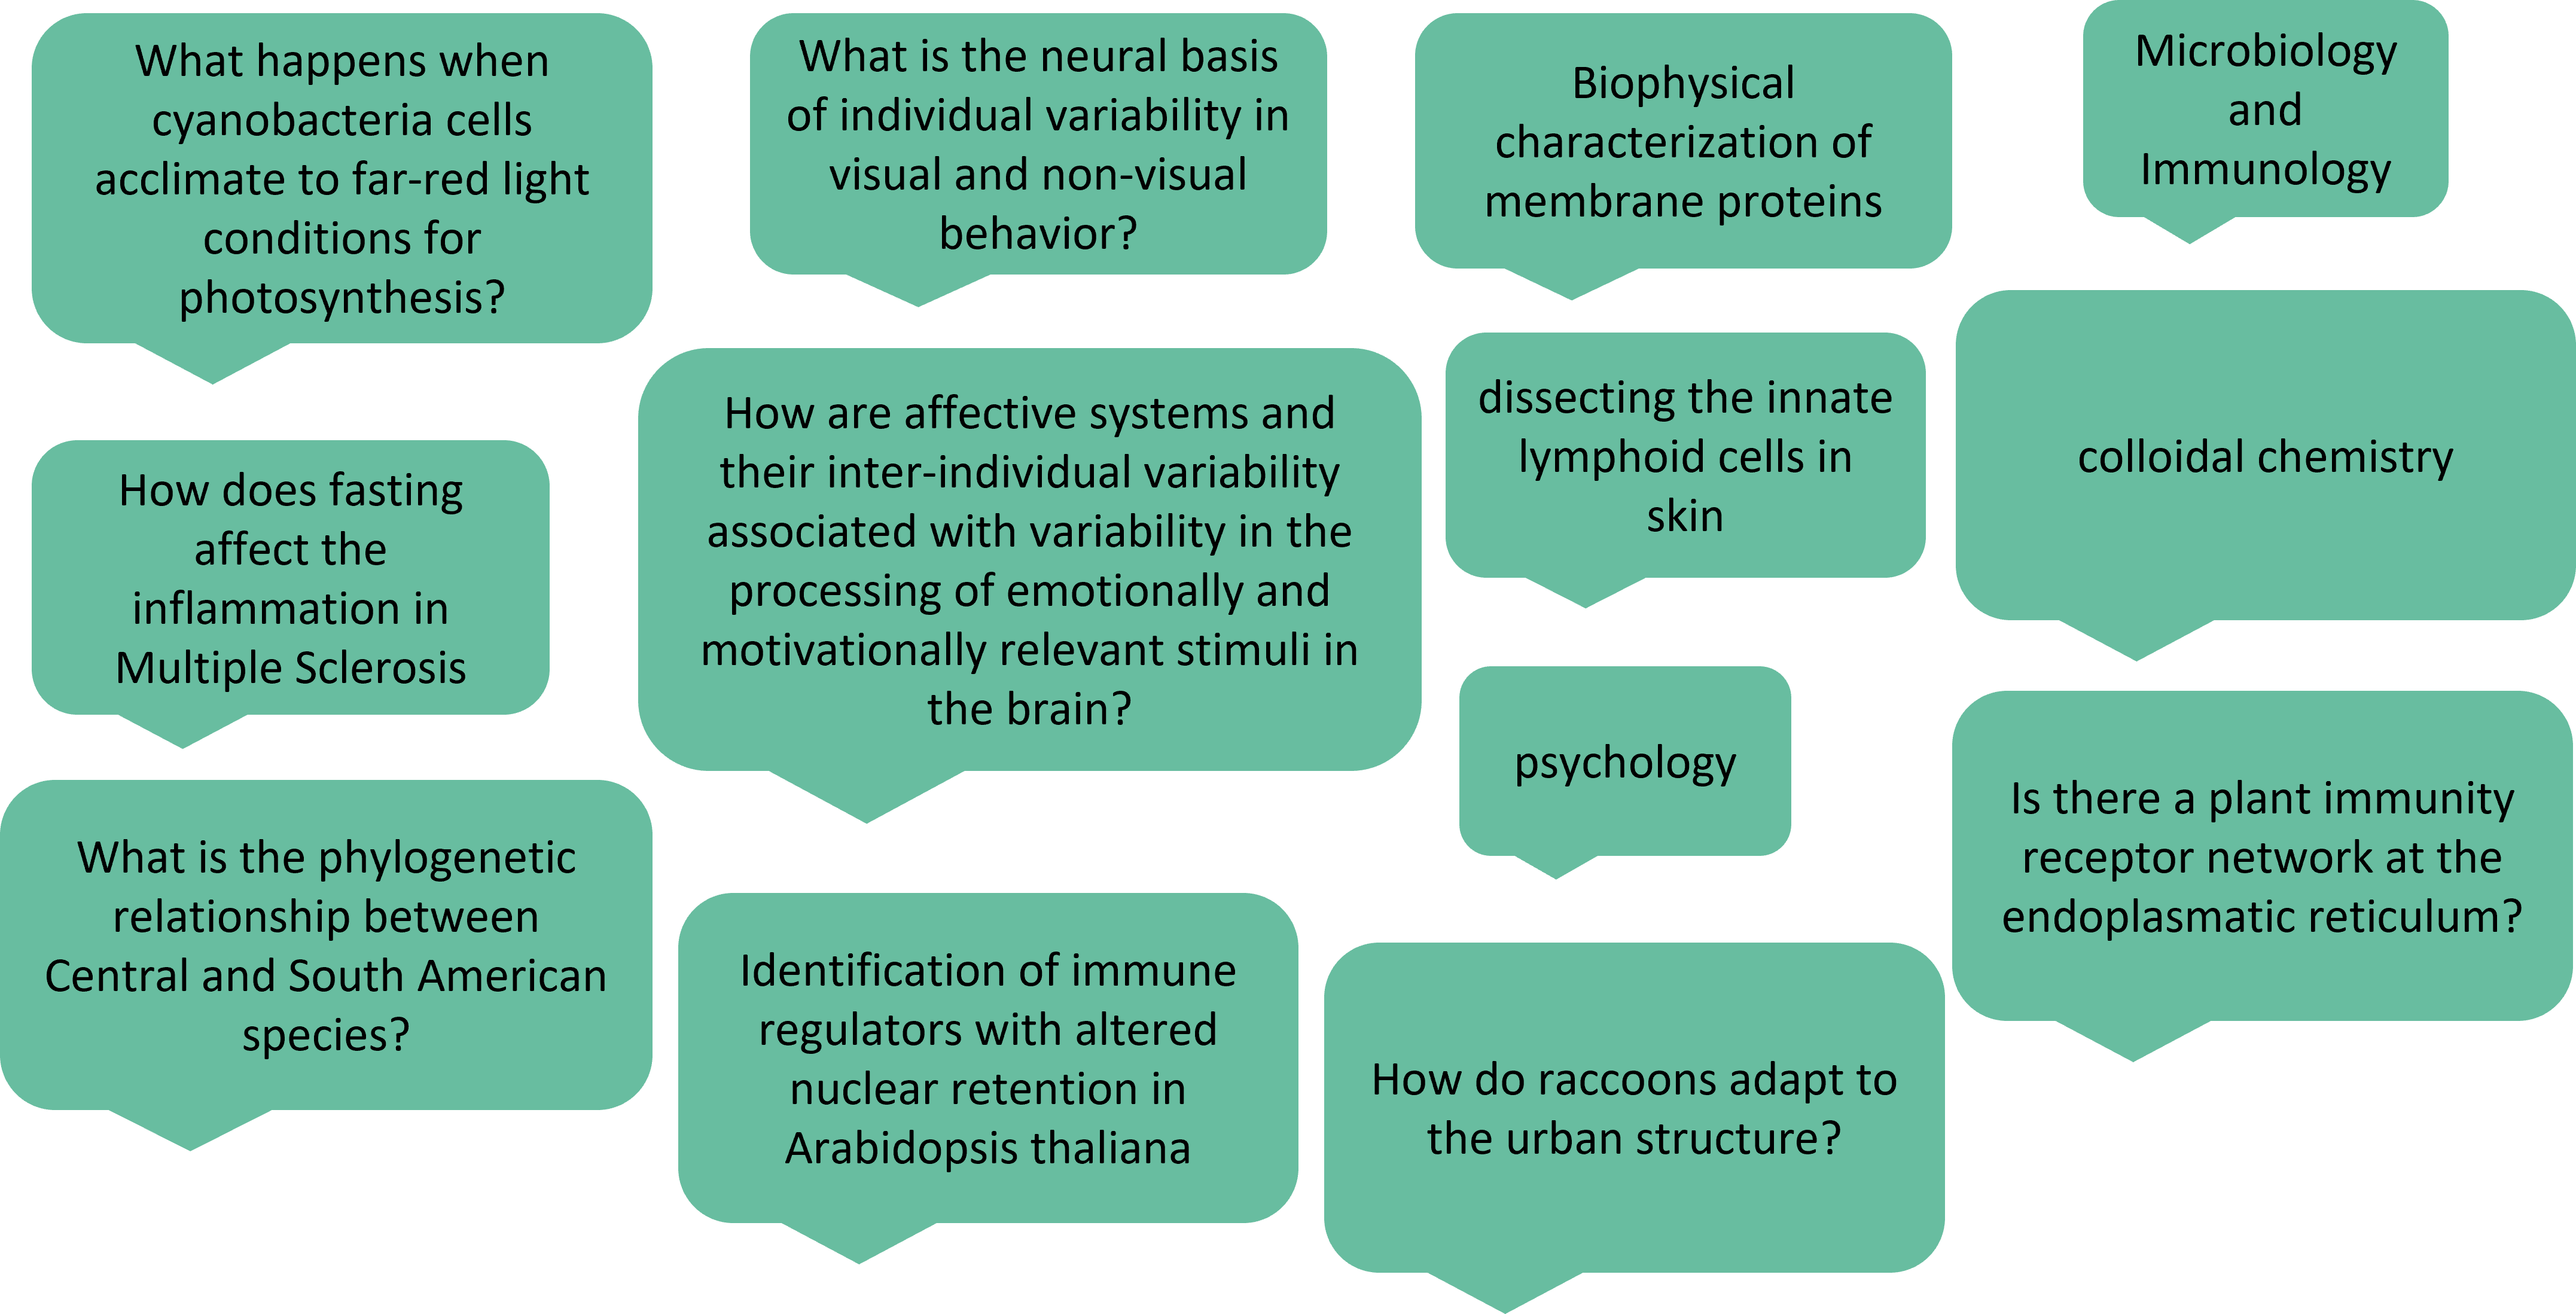 What happens when
cyanobacteria cells
acclimate to far-red light
conditions for
photosynthesis?
What is the neural basis
of individual variability in
visual and non-visual
behavior?
Biophysical
characterization of
membrane proteins
Microbiology
and
Immunology
How does fasting
affect the
inflammation in
Multiple Sclerosis
How are affective systems and
their inter-individual variability
associated with variability in the
processing of emotionally and
motivationally relevant stimuli in
the brain?
dissecting the innate
lymphoid cells in
skin
colloidal chemistry
psychology
What is the phylogenetic
relationship between
Central and South American
species?
Identification of immune
regulators with altered
nuclear retention in
Arabidopsis thaliana
How do raccoons adapt to
the urban structure?
Is there a plant immunity
receptor network at the
endoplasmatic reticulum?